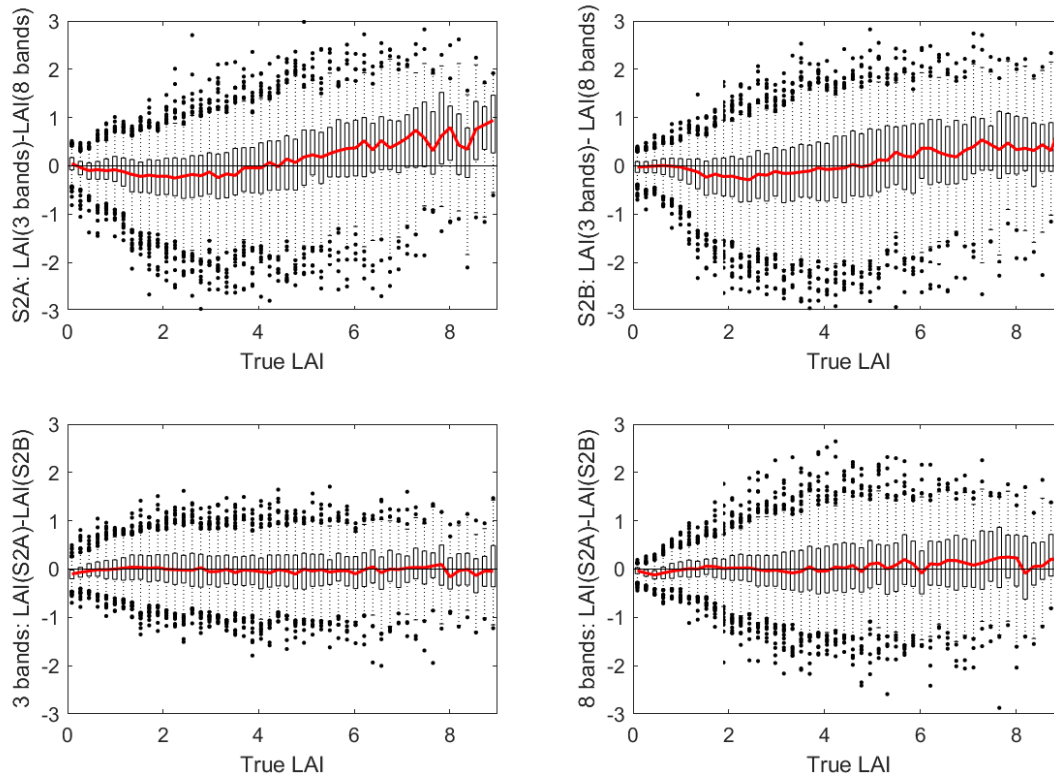 3
2
1
0
-1
-2
-3
0 2 4 6 8
True LAI
S2A: LAI(3 bands)-LAI(8 bands)
3
2
1
0
-1
-2
-3
0 2 4 6 8
True LAI
S2B: LAI(3 bands)- LAI(8 bands)
3
2
1
0
-1
-2
-3
0 2 4 6 8
True LAI
3 bands: LAI(S2A)-LAI(S2B)
3
2
1
0
-1
-2
-3
0 2 4 6 8
True LAI
8 bands: LAI(S2A)-LAI(S2B)